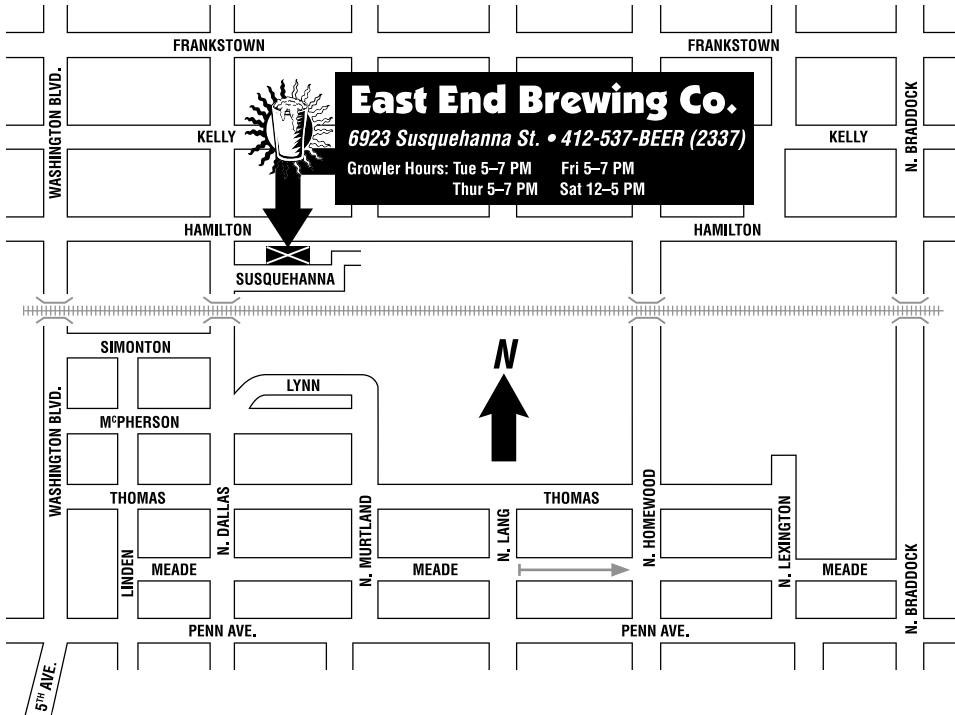 FRANKSTOWN FRANKSTOWN
WASHINGTON BLVD.
N. BRADDOCK
East End Brewing Co.
KELLY
6923 Susquehanna St. • 412-537-BEER (2337)
KELLY
Growler Hours: Tue 5–7 PM Fri 5–7 PM
Thur 5–7 PM Sat 12–5 PM
HAMILTON HAMILTON
SUSQUEHANNA
SIMONTON
N
LYNN
WASHINGTON BLVD.
McPHERSON
THOMAS THOMAS
N. DALLAS
N. MURTLAND
N. LANG
N. HOMEWOOD
N. LEXINGTON
N. BRADDOCK
LINDEN
MEADE MEADE MEADE
PENN AVE. PENN AVE.
5TH AVE.